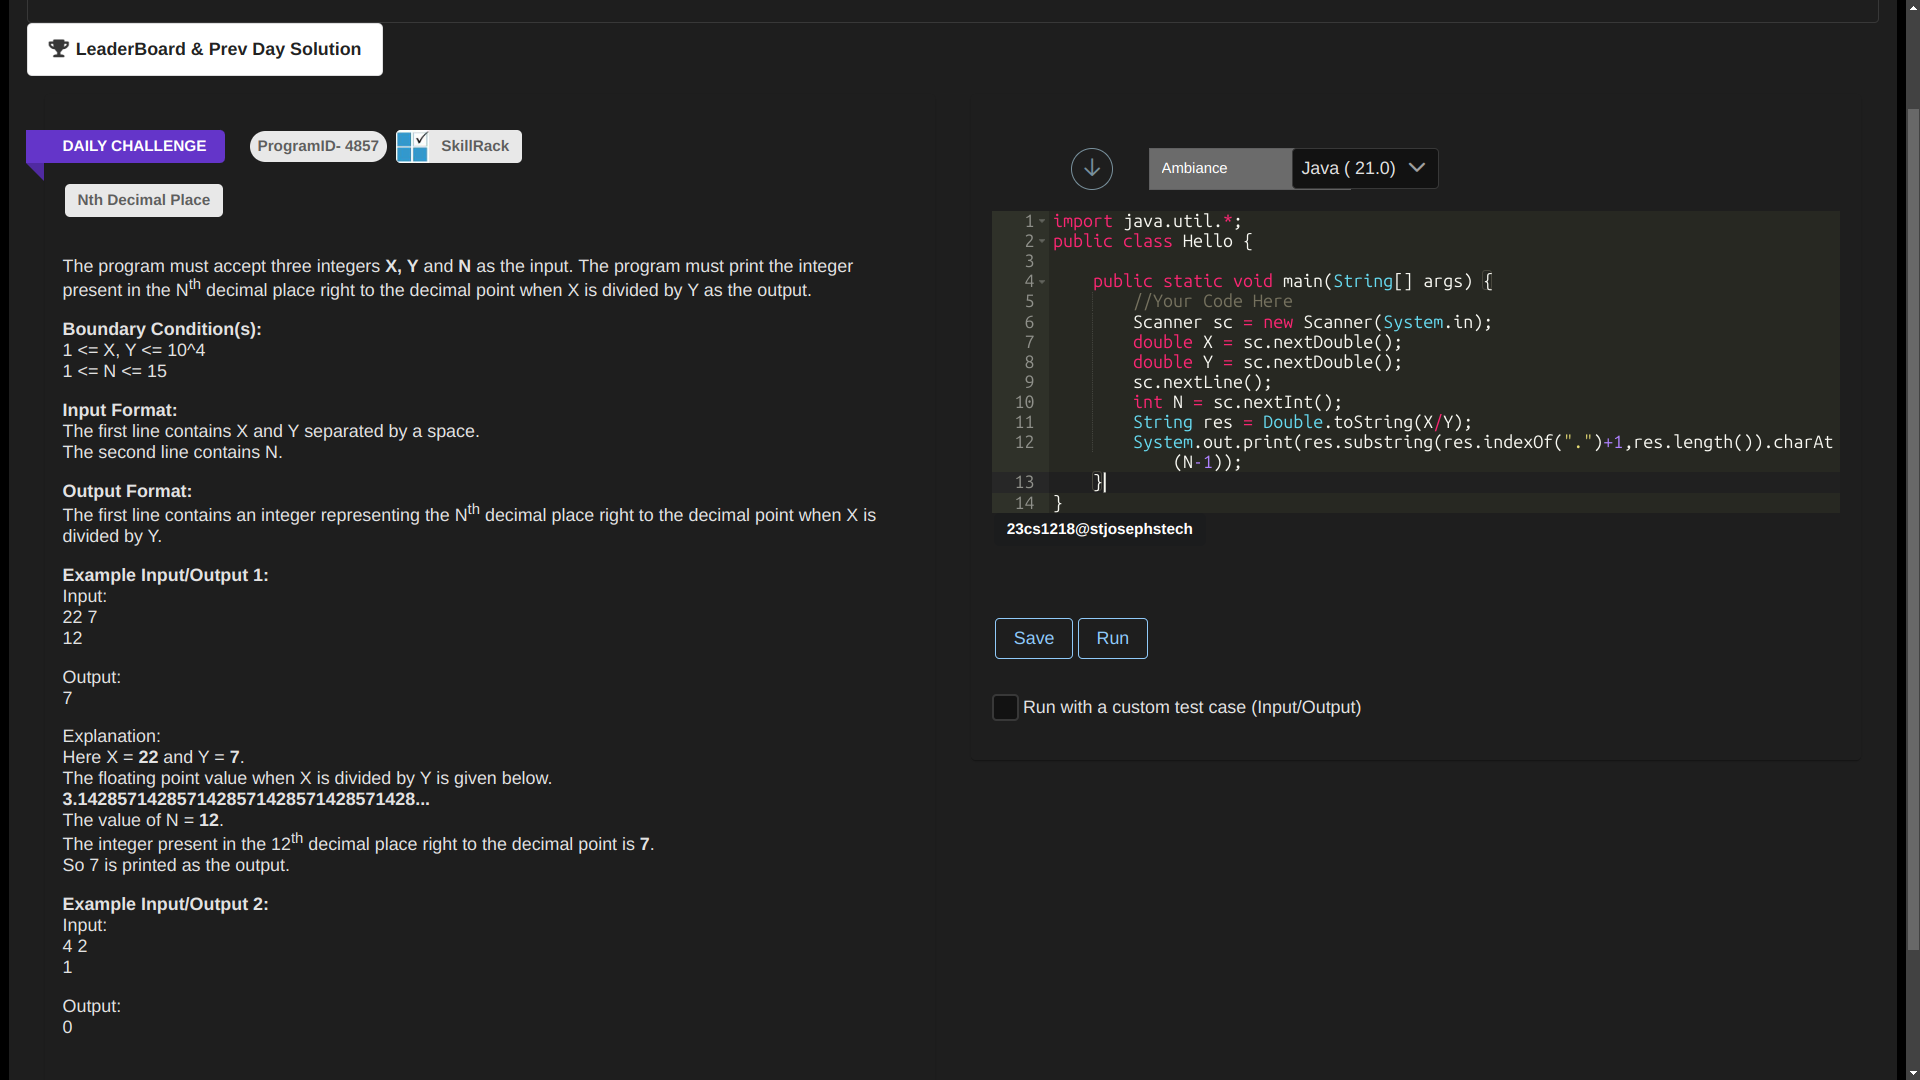 LeaderBoard & Prev Day Solution
DAILY CHALLENGE
ProgramID- 4857
SkillRack
Nth Decimal Place
The program must accept three integers X, Y and N as the input. The program must print the integer
present in the Nth decimal place right to the decimal point when X is divided by Y as the output.
Boundary Condition(s):
1 <= X, Y <= 10^4
1 <= N <= 15
Input Format:
The first line contains X and Y separated by a space.
The second line contains N.
Output Format:
The first line contains an integer representing the Nth decimal place right to the decimal point when X is
divided by Y.
Example Input/Output 1:
Input:
22 7
12
Output:
7
Explanation:
Here X = 22 and Y = 7.
The floating point value when X is divided by Y is given below.
3.1428571428571428571428571428571428...
The value of N = 12.
The integer present in the 12th decimal place right to the decimal point is 7.
So 7 is printed as the output.
Example Input/Output 2:
Input:
4 2
1
Output:
0
Ambiance
Java ( 21.0)
1 import java.util.*;
2 public class Hello {
3
4 public static void main(String[] args) {
5 //Your Code Here
6 Scanner sc = new Scanner(System.in);
7 double X = sc.nextDouble();
8 double Y = sc.nextDouble();
9 sc.nextLine();
10 int N = sc.nextInt();
11 String res = Double.toString(X/Y);
12 System.out.print(res.substring(res.indexOf(".")+1,res.length()).charAt
(N-1));
13 }
14 }
23cs1218@stjosephstech
Save
Run
Run with a custom test case (Input/Output)